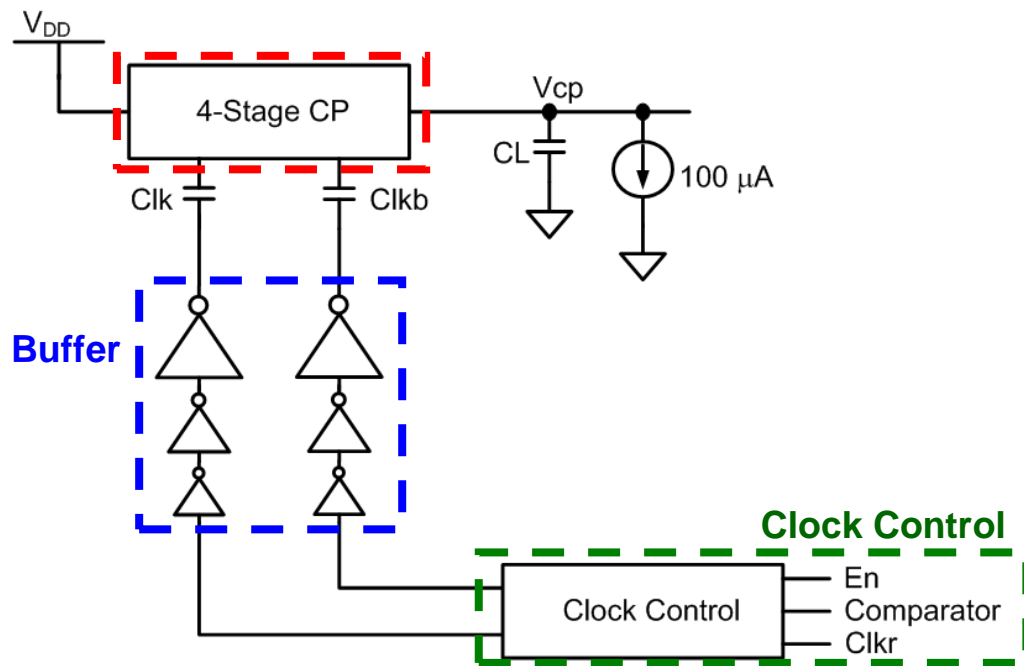 VDD
4-Stage CP
Vcp
CL
100 μA
Clk
Clkb
Buffer
Clock Control
Clock Control
En
Comparator
Clkr